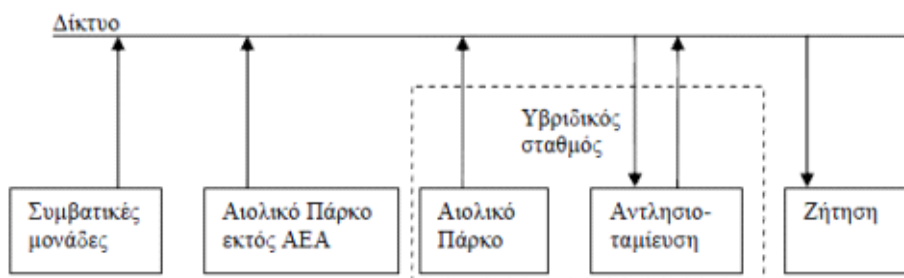 Δίκτυο
Υβριδικός
σταθμός
Συμβατικές
μονάδες
Αιολικό Πάρκο
εκτός ΑΕΑ
Αιολικό
Πάρκο
Αντλησιο-
ταμίευση
Ζήτηση